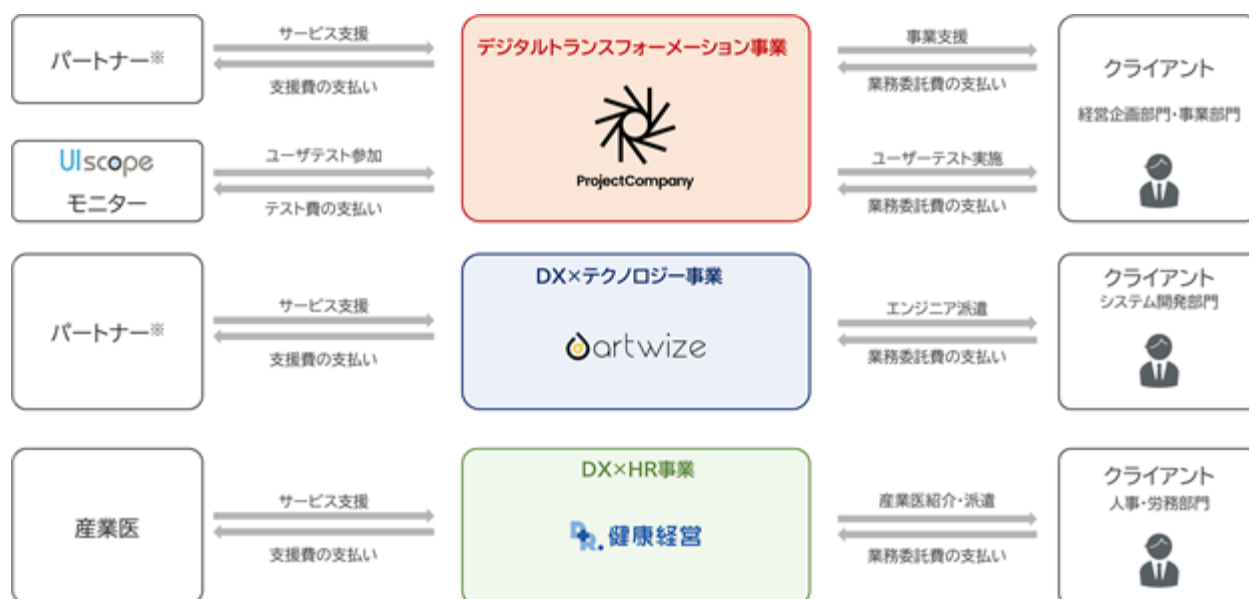 パートナー※
サービス支援
支援費の支払い
デジタルトランスフォーメーション事業
ProjectCompany
事業支援
業務委託費の支払い
クライアント
経営企画部門・事業部門
UIscope
モニター
ユーザテスト参加
テスト費の支払い
ユーザーテスト実施
業務委託費の支払い
パートナー※
サービス支援
支援費の支払い
DX×テクノロジー事業
artwize
エンジニア派遣
業務委託費の支払い
クライアント
システム開発部門
産業医
サービス支援
支援費の支払い
DX×HR事業
DR.健康経営
産業医紹介・派遣
業務委託費の支払い
クライアント
人事・労務部門